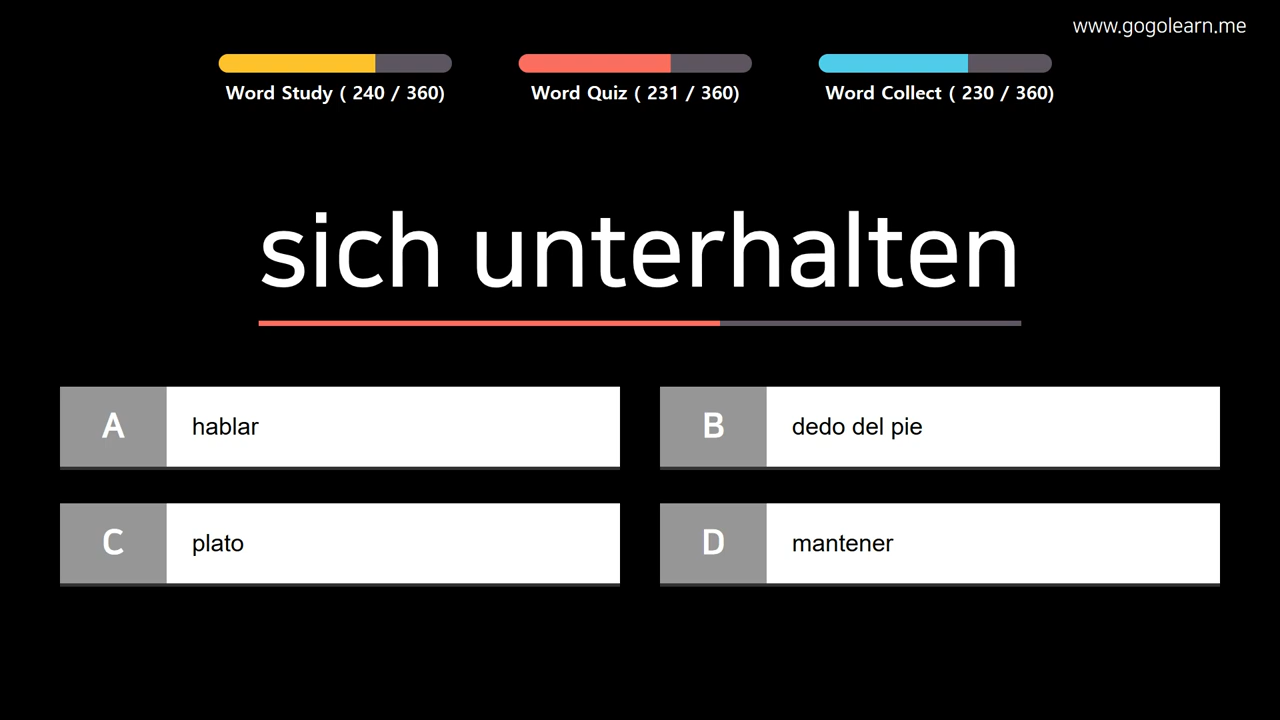 www.gogolearn.me
Word Study ( 240 / 360)
Word Quiz ( 231 / 360)
Word Collect ( 230 / 360)
sich unterhalten
A hablar
B dedo del pie
C plato
D mantener